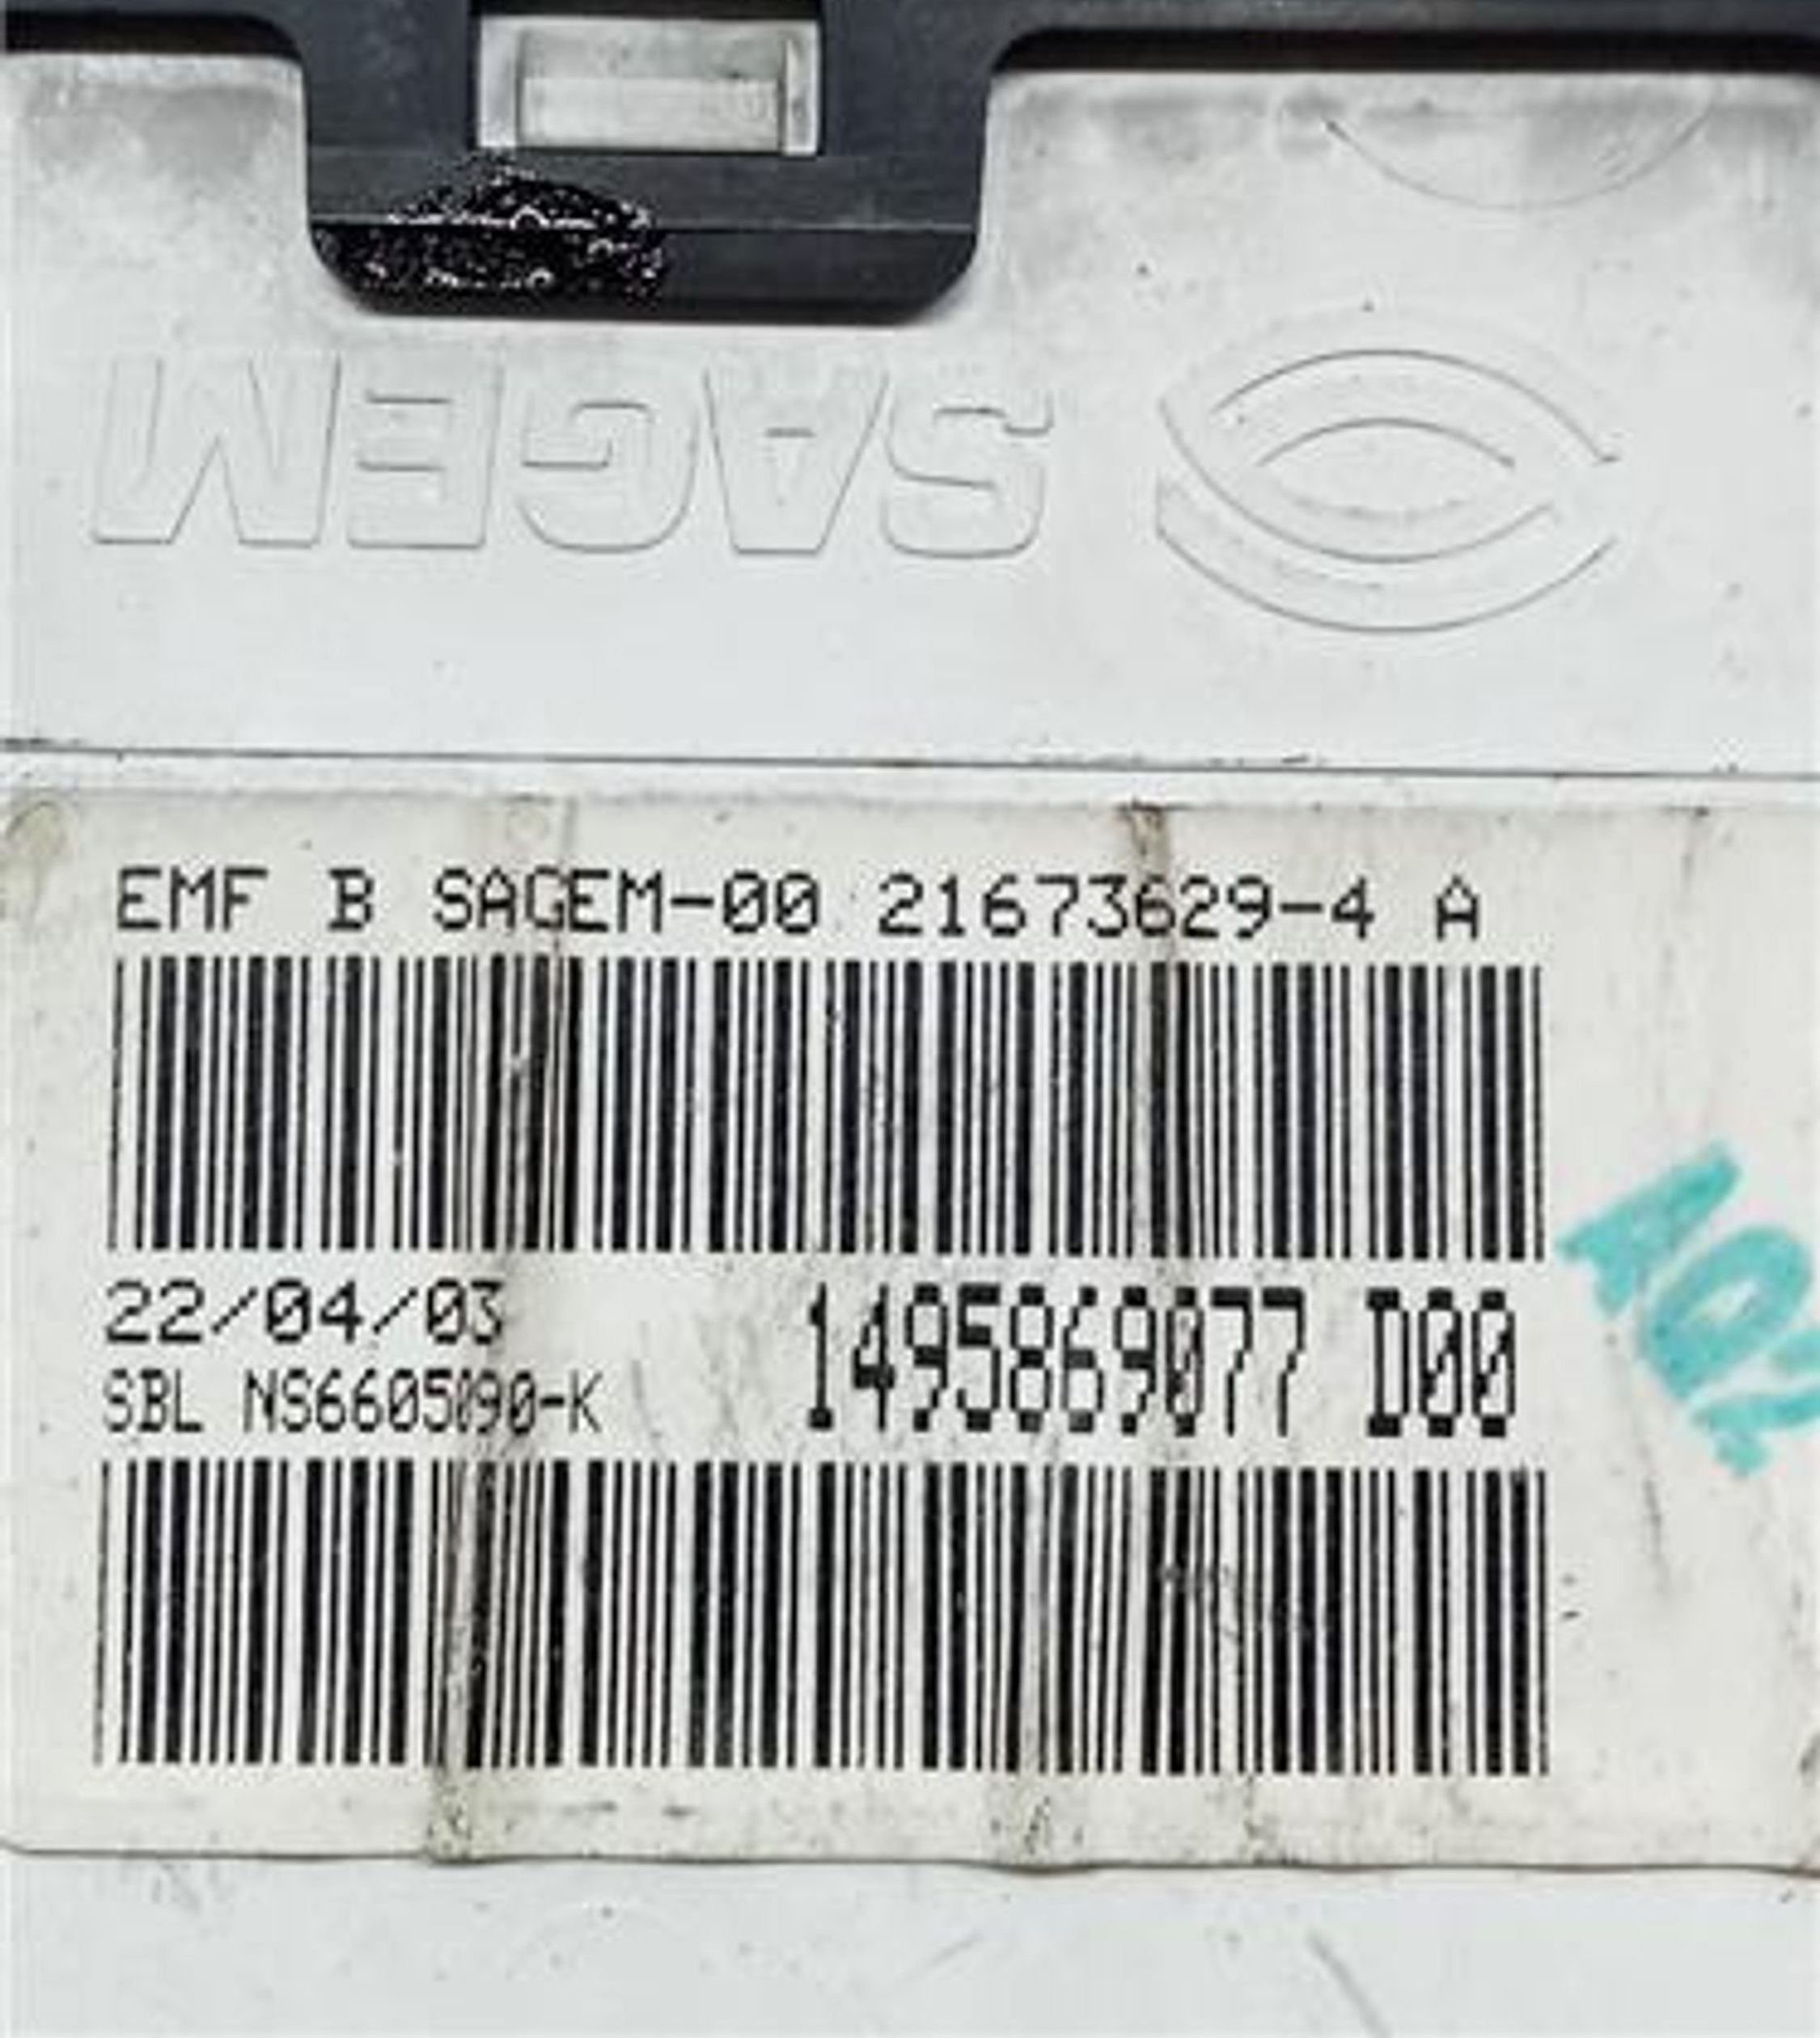 SAGEM
EMF B SAGEM-00 21673629-4 A
22/04/03
1495869077 D00
SBL NS6605090-K